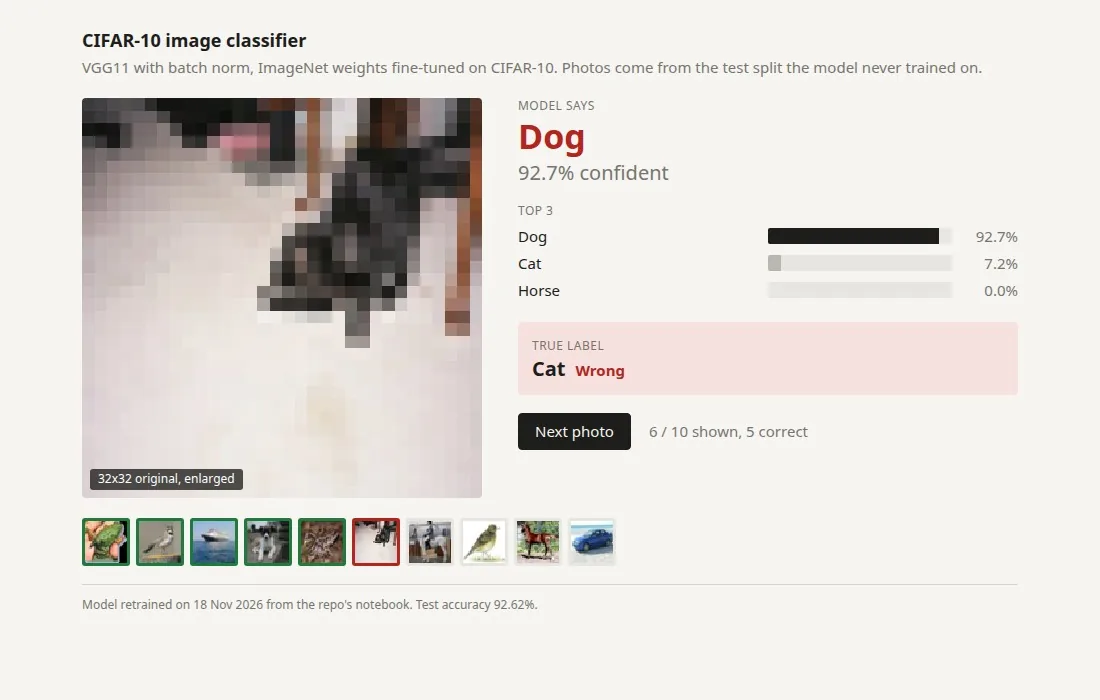 CIFAR-10 image classifier
VGG11 with batch norm, ImageNet weights fine-tuned on CIFAR-10. Photos come from the test split the model never trained on.
32x32 original, enlarged
MODEL SAYS
Dog
92.7% confident
TOP 3
Dog 92.7%
Cat 7.2%
Horse 0.0%
TRUE LABEL
Cat Wrong
Next photo 6 / 10 shown, 5 correct
Model retrained on 18 Nov 2026 from the repo's notebook. Test accuracy 92.62%.